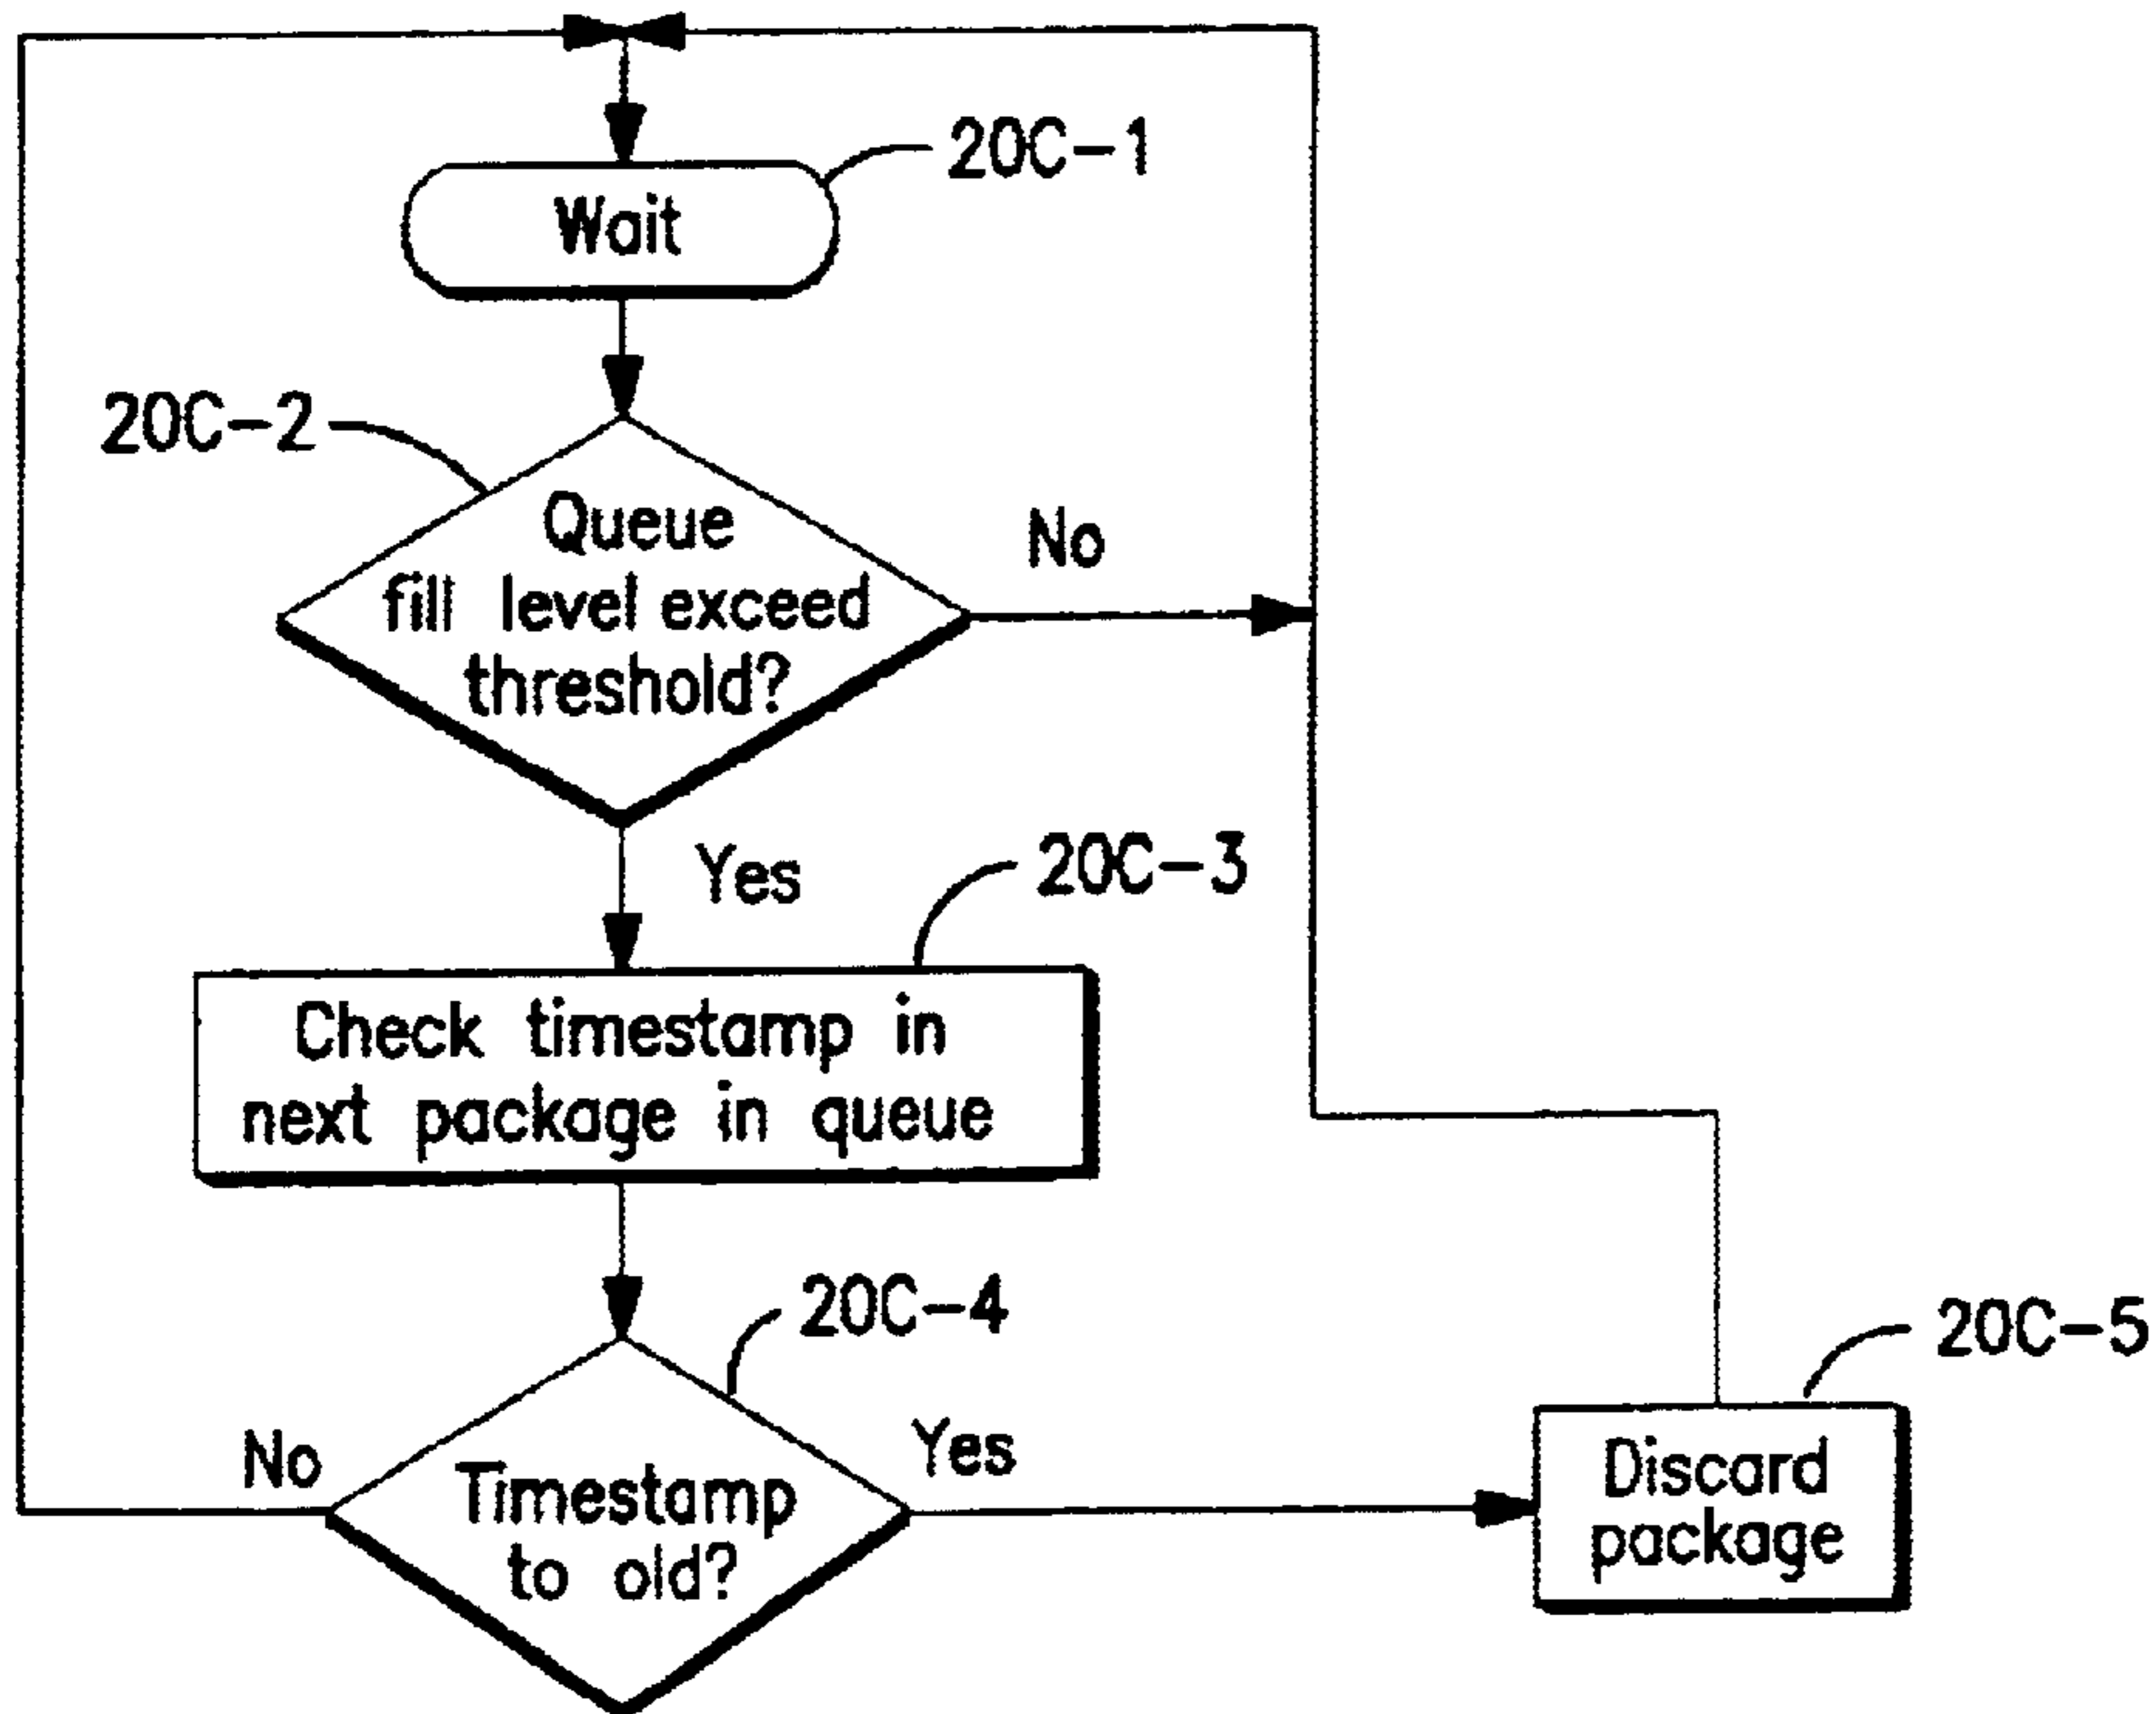 20C-1
Wait
20C-2
Queue
fill level exceed
threshold?
No
Yes
20C-3
Check timestamp in
next package in queue
20C-4
No
Timestamp
to old?
Yes
20C-5
Discard
package